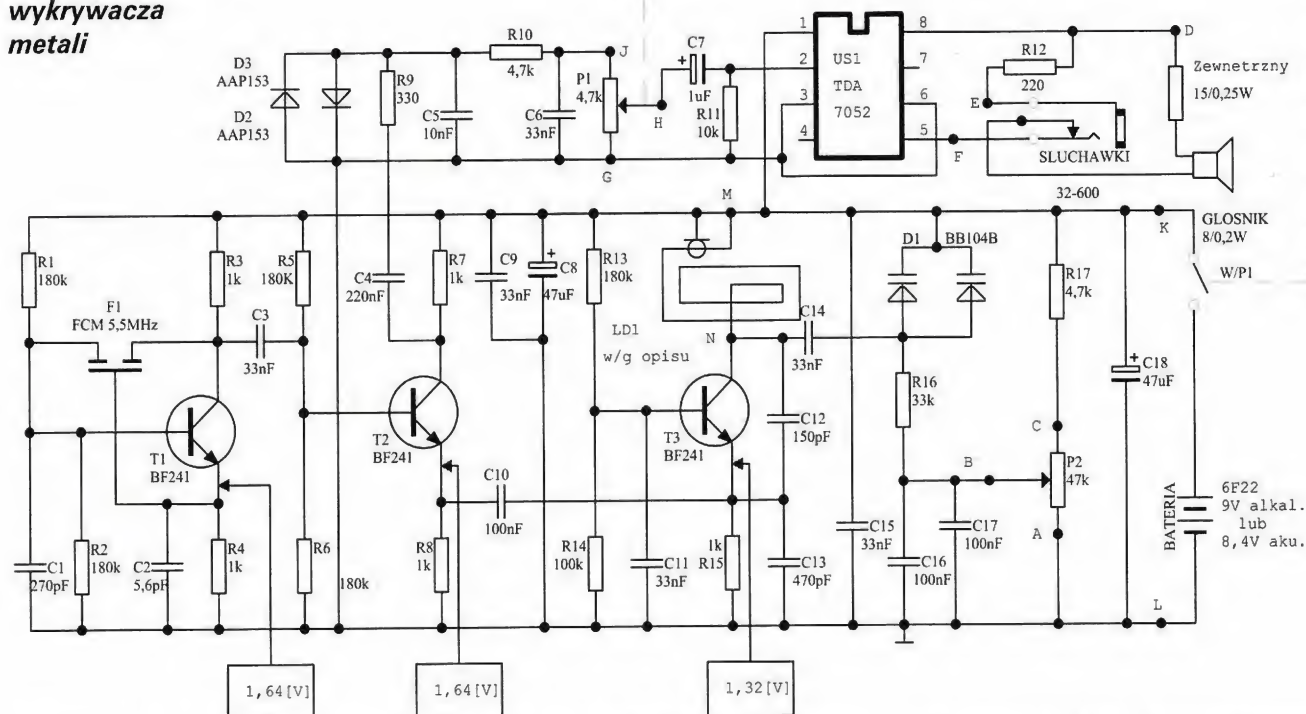 wykrywacza
metali
D3
AAP153
D2
AAP153
R9
330
R10
4,7k
C5
10nF
C6
33nF
J
P1
4,7k
H
G
C7
+
1uF
R11
10k
1
2
3
4
US1
TDA
7052
8
7
6
5
R12
220
E
F
SLUCHAWKI
32-600
D
Zewnetrzny
15/0,25W
GLOSNIK
8/0,2W
R1
180k
F1
FCM 5,5MHz
R3
1k
R5
180K
C3
33nF
C4
220nF
R7
1k
C9
33nF
+
C8
47uF
R13
180k
M
LD1
w/g opisu
N
C14
33nF
D1
BB104B
R17
4,7k
K
W/P1
+
C18
47uF
T1
BF241
T2
BF241
T3
BF241
C12
150pF
R16
33k
C
B
P2
47k
A
C10
100nF
C1
270pF
R2
180k
C2
5,6pF
R4
1k
R6
180k
R8
1k
R14
100k
C11
33nF
1k
R15
C13
470pF
C15
33nF
C16
100nF
C17
100nF
BATERIA
6F22
9V alkal.
lub
8,4V aku.
L
1,64[V]
1,64[V]
1,32[V]